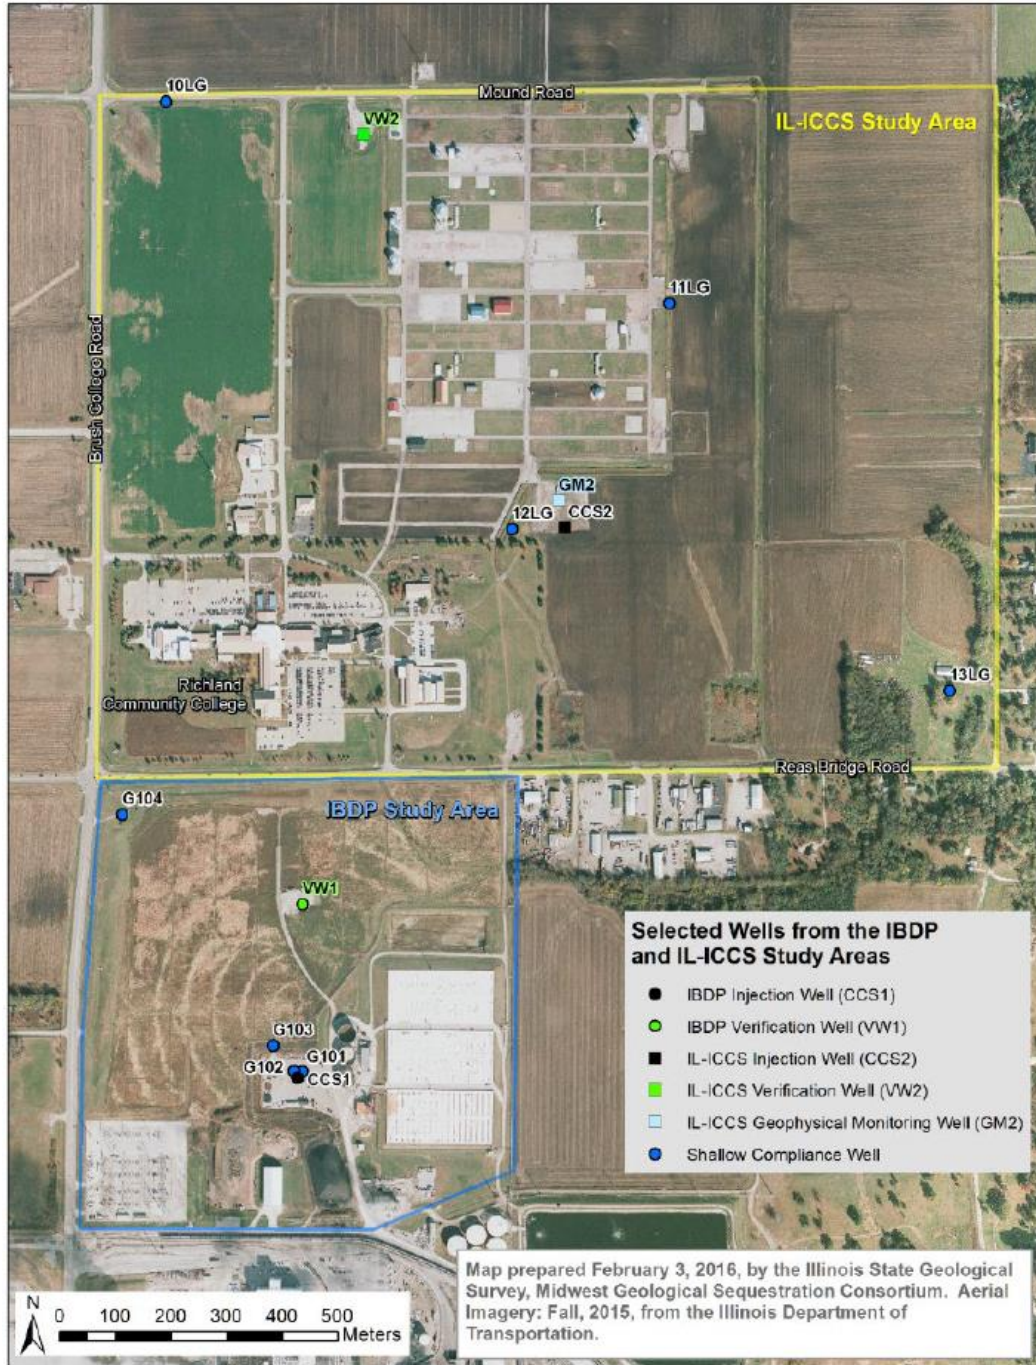 10LG
Mound Road
VW2
IL-ICCS Study Area
11LG
Brush College Road
GM2
12LG
CCS2
13LG
Richland
Community College
Reas Bridge Road
G104
IBDP Study Area
VW1
G103
G101
G102
CCS1
Selected Wells from the IBDP
and IL-ICCS Study Areas
IBDP Injection Well (CCS1)
IBDP Verification Well (VW1)
IL-ICCS Injection Well (CCS2)
IL-ICCS Verification Well (VW2)
IL-ICCS Geophysical Monitoring Well (GM2)
Shallow Compliance Well
Map prepared February 3, 2016, by the Illinois State Geological
Survey, Midwest Geological Sequestration Consortium. Aerial
Imagery: Fall, 2015, from the Illinois Department of
Transportation.
N
0 100 200 300 400 500
Meters